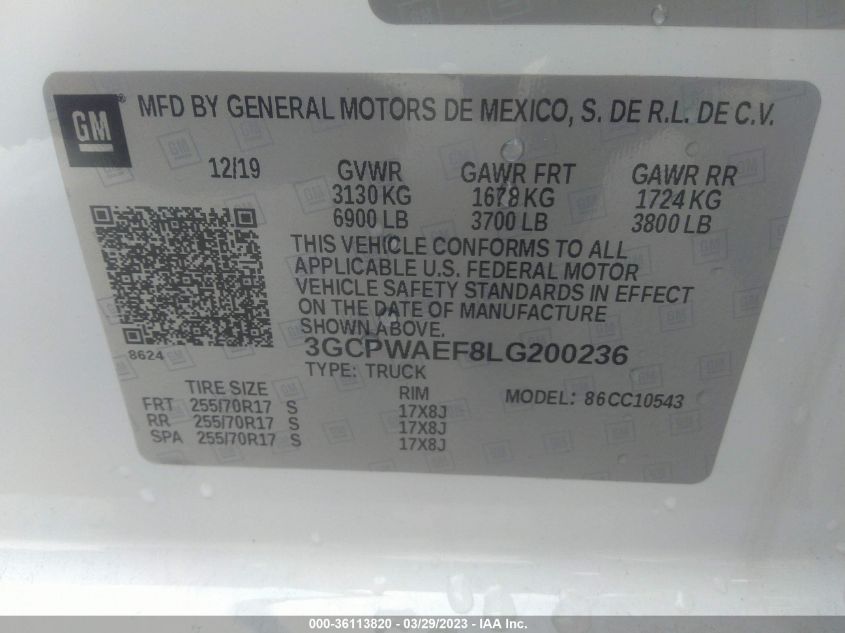 GM
MFD BY GENERAL MOTORS DE MEXICO, S. DE R.L. DE C.V.
12/19 GVWR GAWR FRT GAWR RR
3130 KG 1678 KG 1724 KG
6900 LB 3700 LB 3800 LB
THIS VEHICLE CONFORMS TO ALL
APPLICABLE U.S. FEDERAL MOTOR
VEHICLE SAFETY STANDARDS IN EFFECT
ON THE DATE OF MANUFACTURE
SHOWN ABOVE.
8624
3GCPWAEF8LG200236
TYPE: TRUCK
TIRE SIZE RIM MODEL: 86CC10543
FRT 255/70R17 S 17X8J
RR 255/70R17 S 17X8J
SPA 255/70R17 S 17X8J
000-36113820 - 03/29/2023 - IAA Inc.